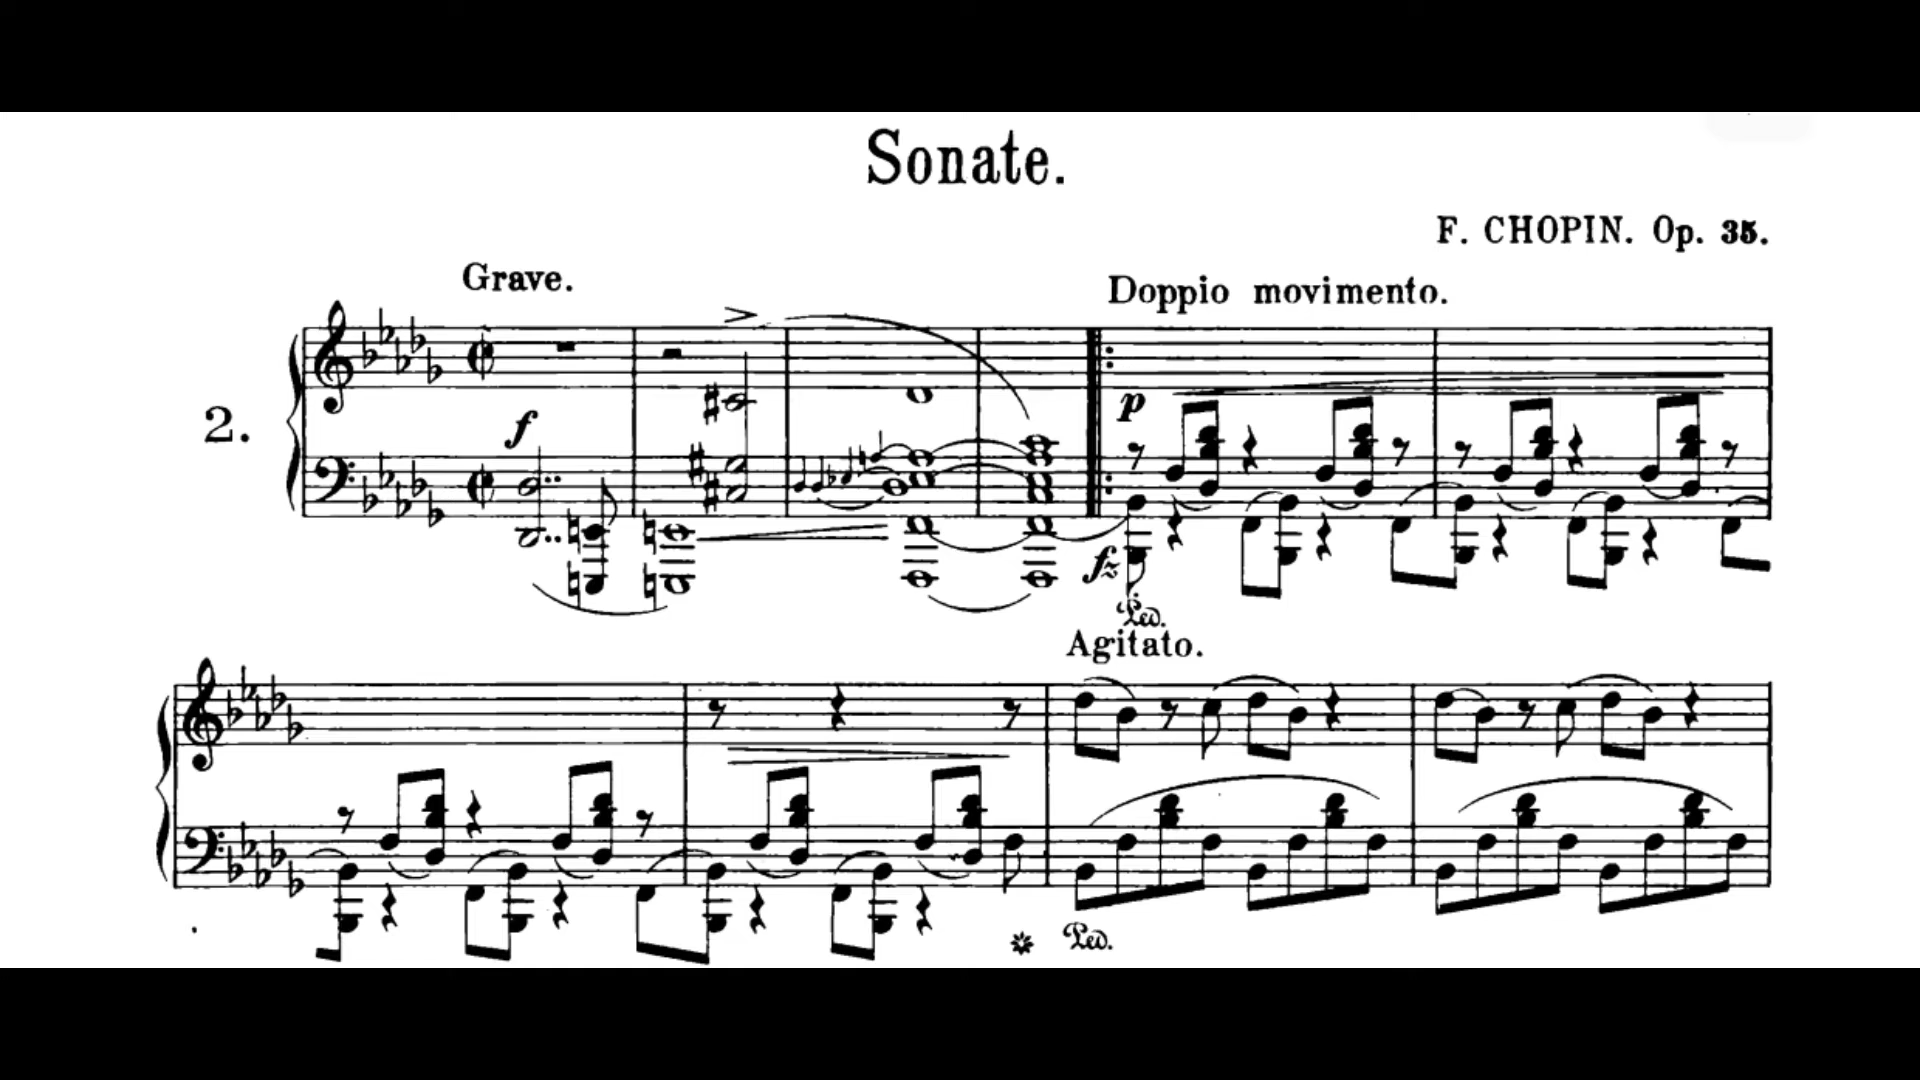 Sonate.
F. CHOPIN. Op. 35.
Grave.
Doppio movimento.
2.
f
p
fz
Ped.
Agitato.
Ped.